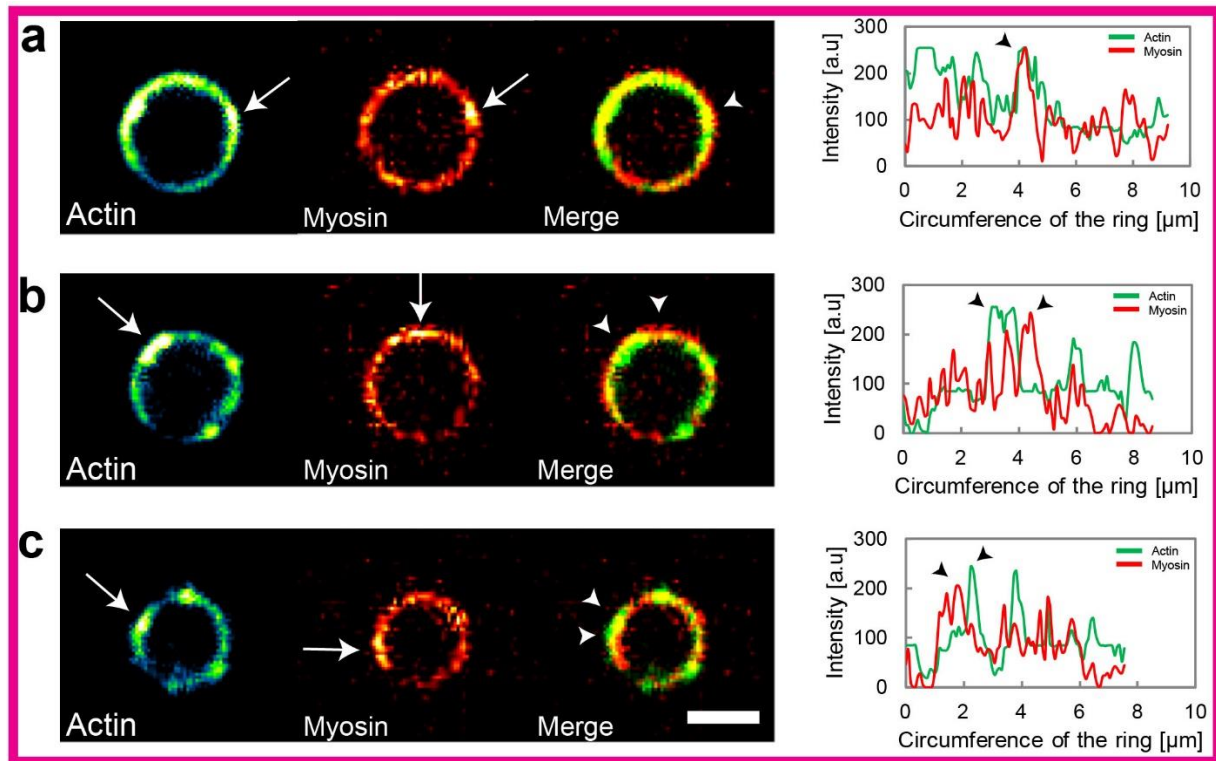 a
Actin
Myosin
Merge
Intensity [a.u]
300
200
100
0
0 2 4 6 8 10
Circumference of the ring [µm]
Actin
Myosin
b
Actin
Myosin
Merge
Intensity [a.u]
300
200
100
0
0 2 4 6 8 10
Circumference of the ring [µm]
Actin
Myosin
c
Actin
Myosin
Merge
Intensity [a.u]
300
200
100
0
0 2 4 6 8 10
Circumference of the ring [µm]
Actin
Myosin